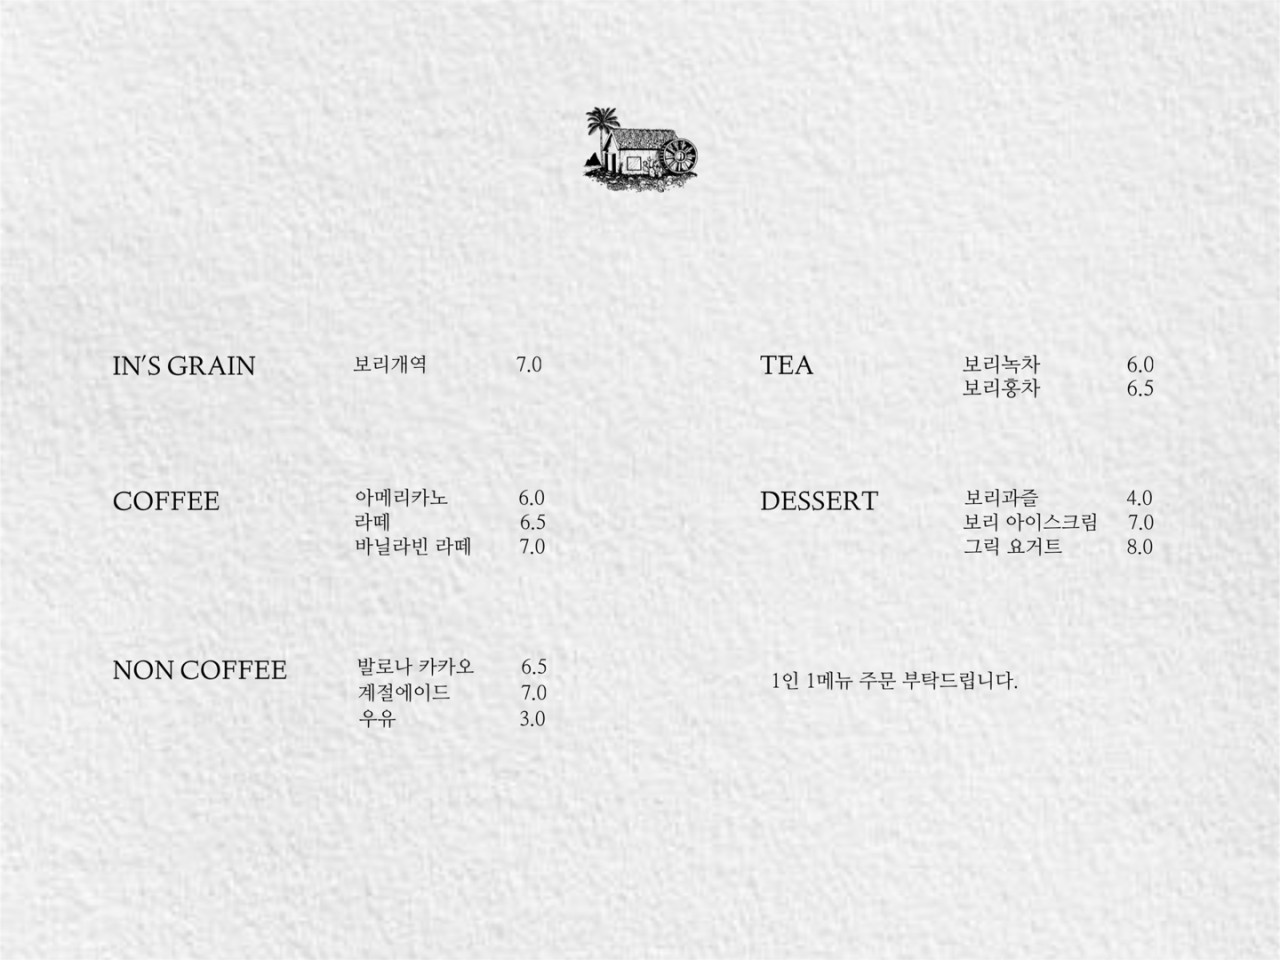 IN'S GRAIN 보리개역 7.0
COFFEE 아메리카노 6.0
라떼 6.5
바닐라빈 라떼 7.0
NON COFFEE 발로나 카카오 6.5
계절에이드 7.0
우유 3.0
TEA 보리녹차 6.0
보리홍차 6.5
DESSERT 보리과즐 4.0
보리 아이스크림 7.0
그릭 요거트 8.0
1인 1메뉴 주문 부탁드립니다.